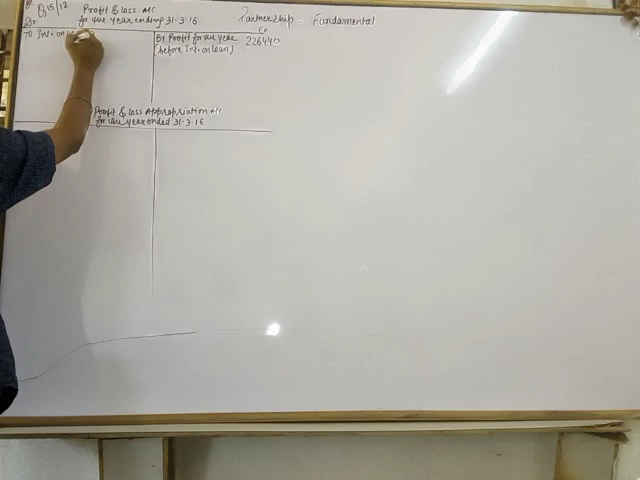 Q 15/12 Profit & Loss A/c
for the year ending 31·3·16
Partnership - Fundamental
Dr
Cr
To Int. on
By Profit for the year 226440
(before Int. on loan)
Profit & Loss Appropriation A/c
for the year ended 31·3·16